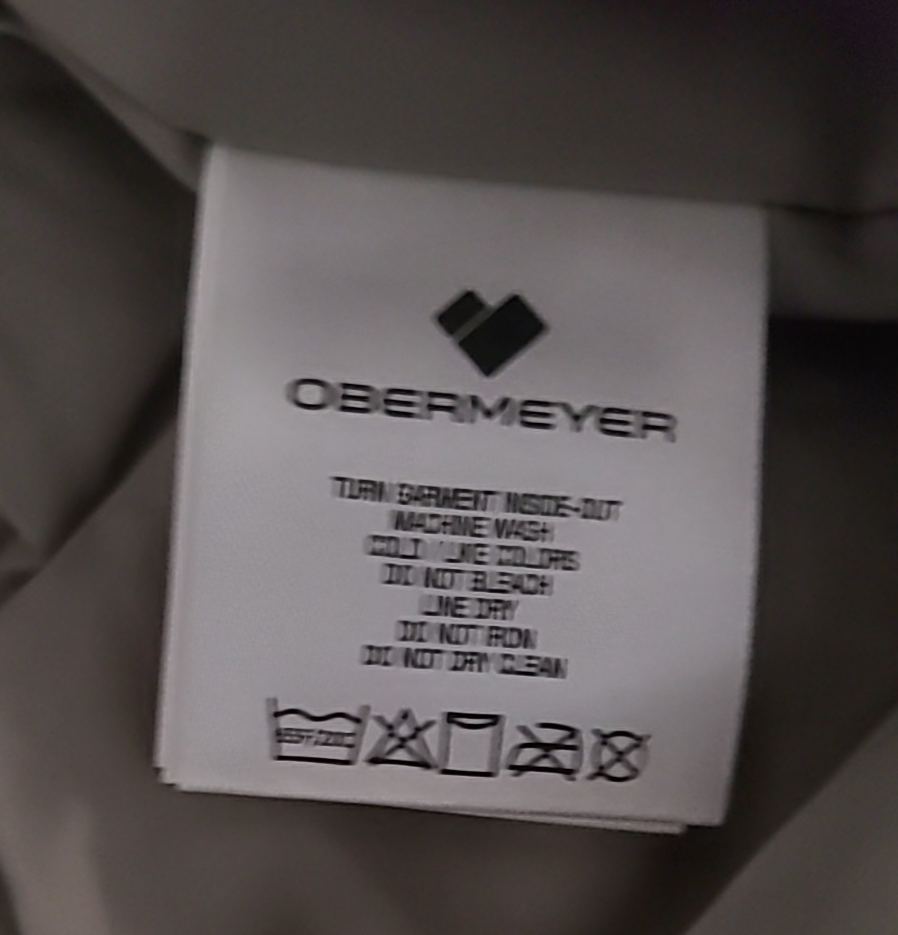 OBERMEYER
TURN GARMENT INSIDE-OUT
MACHINE WASH
COLD / LIKE COLORS
DO NOT BLEACH
LINE DRY
DO NOT IRON
DO NOT DRY CLEAN